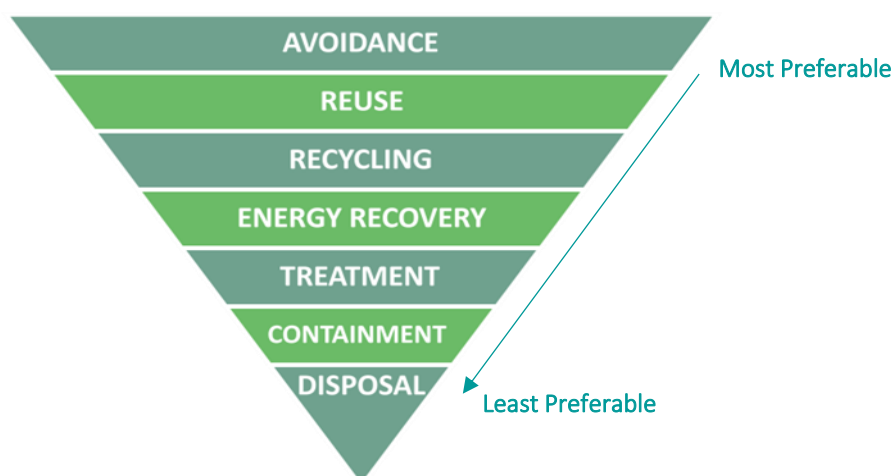 AVOIDANCE
Most Preferable
REUSE
RECYCLING
ENERGY RECOVERY
TREATMENT
CONTAINMENT
DISPOSAL
Least Preferable